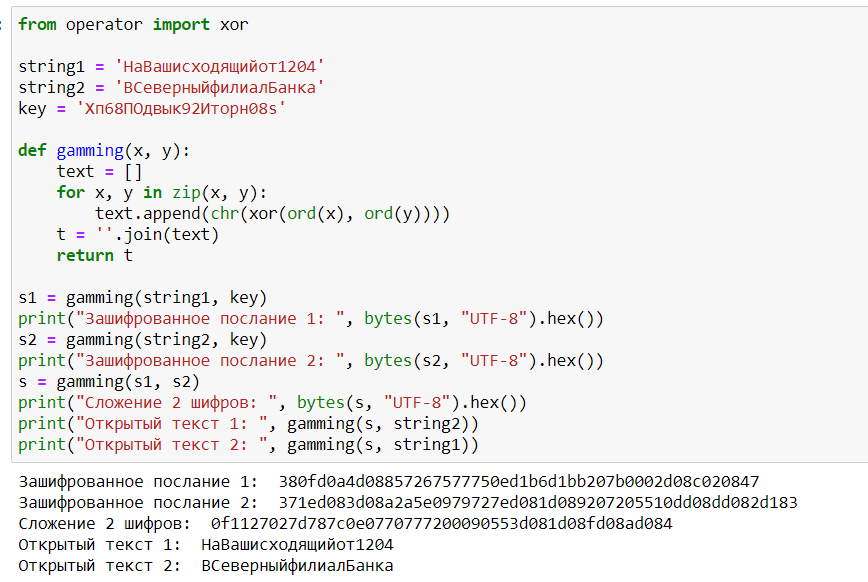 from operator import xor
string1 = 'НаВашисходящийот1204'
string2 = 'ВСеверныйфилиалБанка'
key = 'Хп68ПОдвык92Иторн08s'
def gamming(x, y):
    text = []
    for x, y in zip(x, y):
        text.append(chr(xor(ord(x), ord(y))))
    t = ''.join(text)
    return t
s1 = gamming(string1, key)
print("Зашифрованное послание 1: ", bytes(s1, "UTF-8").hex())
s2 = gamming(string2, key)
print("Зашифрованное послание 2: ", bytes(s2, "UTF-8").hex())
s = gamming(s1, s2)
print("Сложение 2 шифров: ", bytes(s, "UTF-8").hex())
print("Открытый текст 1: ", gamming(s, string2))
print("Открытый текст 2: ", gamming(s, string1))
Зашифрованное послание 1:  380fd0a4d08857267577750ed1b6d1bb207b0002d08c020847
Зашифрованное послание 2:  371ed083d08a2a5e0979727ed081d089207205510dd08dd082d183
Сложение 2 шифров:  0f1127027d787c0e0770777200090553d081d08fd08ad084
Открытый текст 1:  НаВашисходящийот1204
Открытый текст 2:  ВСеверныйфилиалБанка